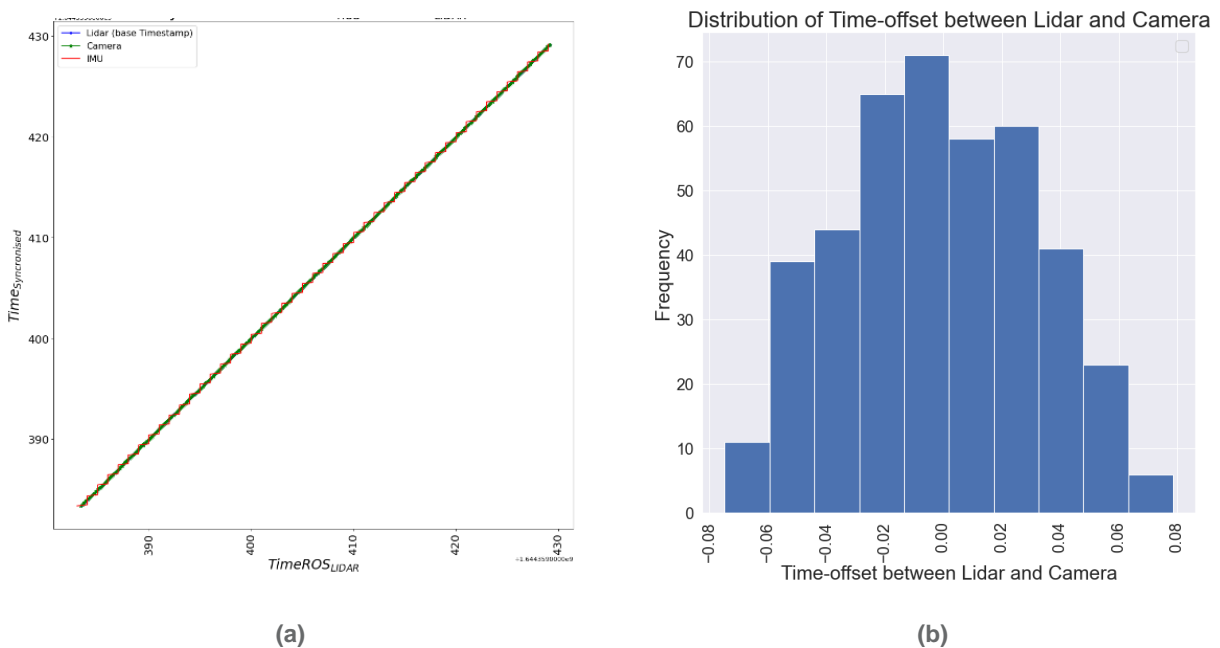 Distribution of Time-offset between Lidar and Camera
Lidar (base Timestamp)
Camera
IMU
430
420
410
400
390
Time_Syncronised
390
400
410
420
430
TimeROS_LIDAR
+1.6443590000e9
70
60
50
40
30
20
10
0
Frequency
−0.08
−0.06
−0.04
−0.02
0.00
0.02
0.04
0.06
0.08
Time-offset between Lidar and Camera
(a)
(b)